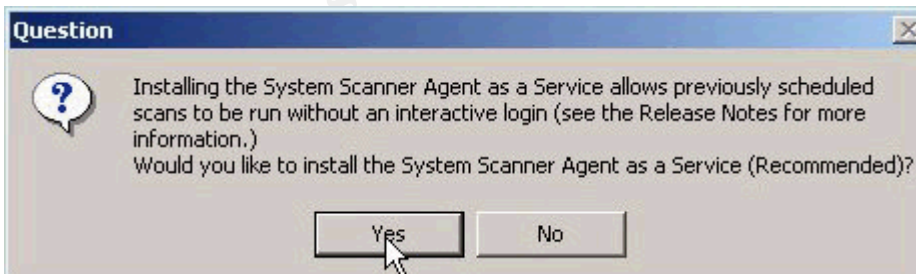 Question
Installing the System Scanner Agent as a Service allows previously scheduled
scans to be run without an interactive login (see the Release Notes for more
information.)
Would you like to install the System Scanner Agent as a Service (Recommended)?
Yes No